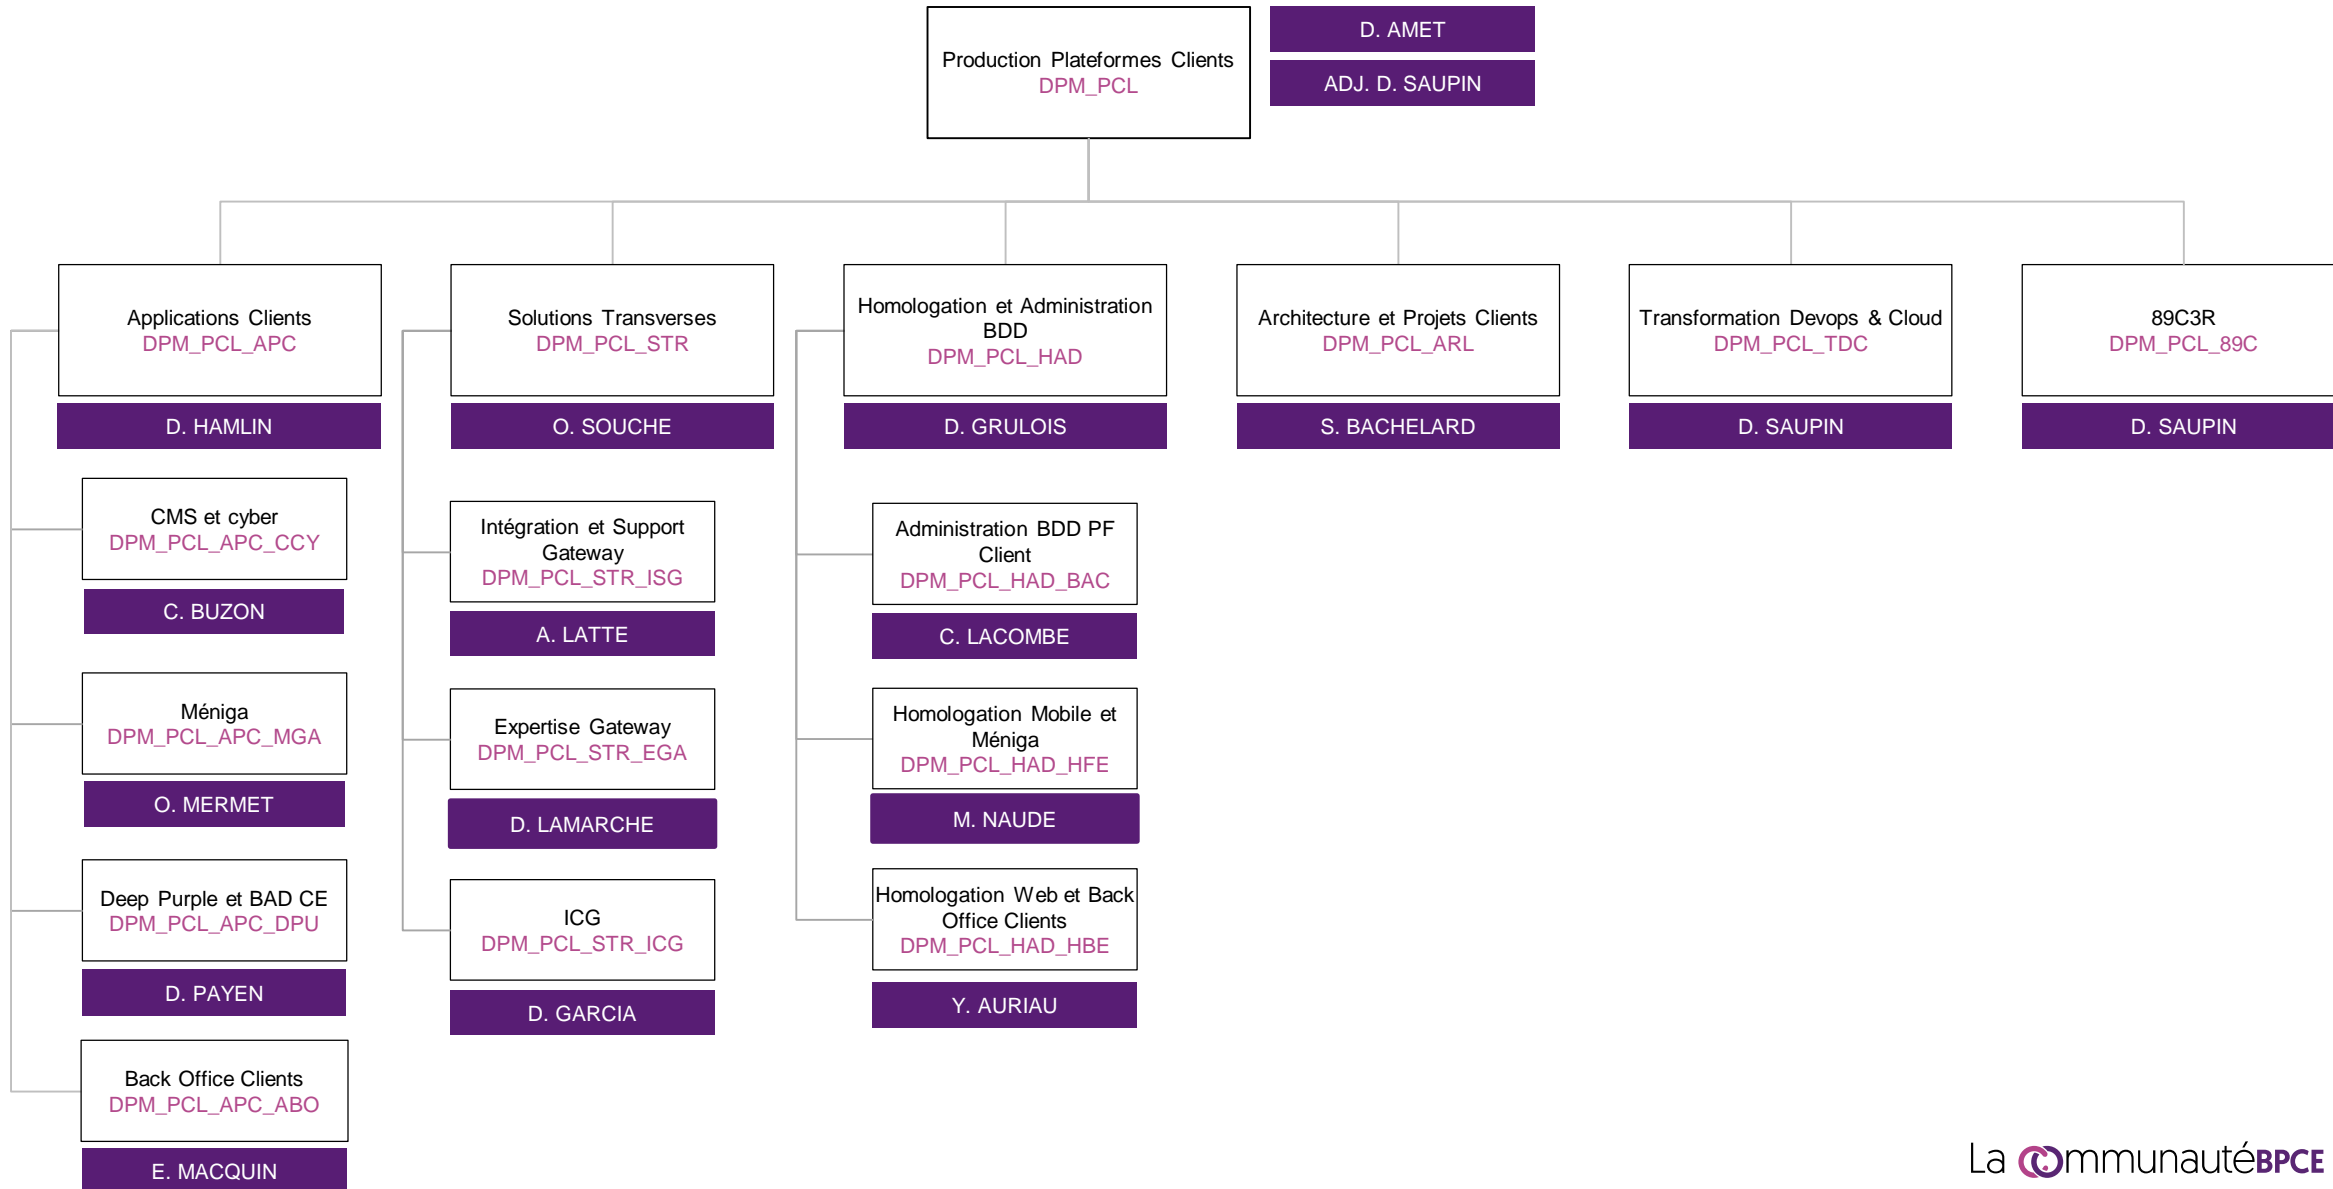 Production Plateformes Clients
DPM_PCL
D. AMET
ADJ. D. SAUPIN
Applications Clients
DPM_PCL_APC
D. HAMLIN
CMS et cyber
DPM_PCL_APC_CCY
C. BUZON
Méniga
DPM_PCL_APC_MGA
O. MERMET
Deep Purple et BAD CE
DPM_PCL_APC_DPU
D. PAYEN
Back Office Clients
DPM_PCL_APC_ABO
E. MACQUIN
Solutions Transverses
DPM_PCL_STR
O. SOUCHE
Intégration et Support
Gateway
DPM_PCL_STR_ISG
A. LATTE
Expertise Gateway
DPM_PCL_STR_EGA
D. LAMARCHE
ICG
DPM_PCL_STR_ICG
D. GARCIA
Homologation et Administration
BDD
DPM_PCL_HAD
D. GRULOIS
Administration BDD PF
Client
DPM_PCL_HAD_BAC
C. LACOMBE
Homologation Mobile et
Méniga
DPM_PCL_HAD_HFE
M. NAUDE
Homologation Web et Back
Office Clients
DPM_PCL_HAD_HBE
Y. AURIAU
Architecture et Projets Clients
DPM_PCL_ARL
S. BACHELARD
Transformation Devops & Cloud
DPM_PCL_TDC
D. SAUPIN
89C3R
DPM_PCL_89C
D. SAUPIN
La CommunautéBPCE